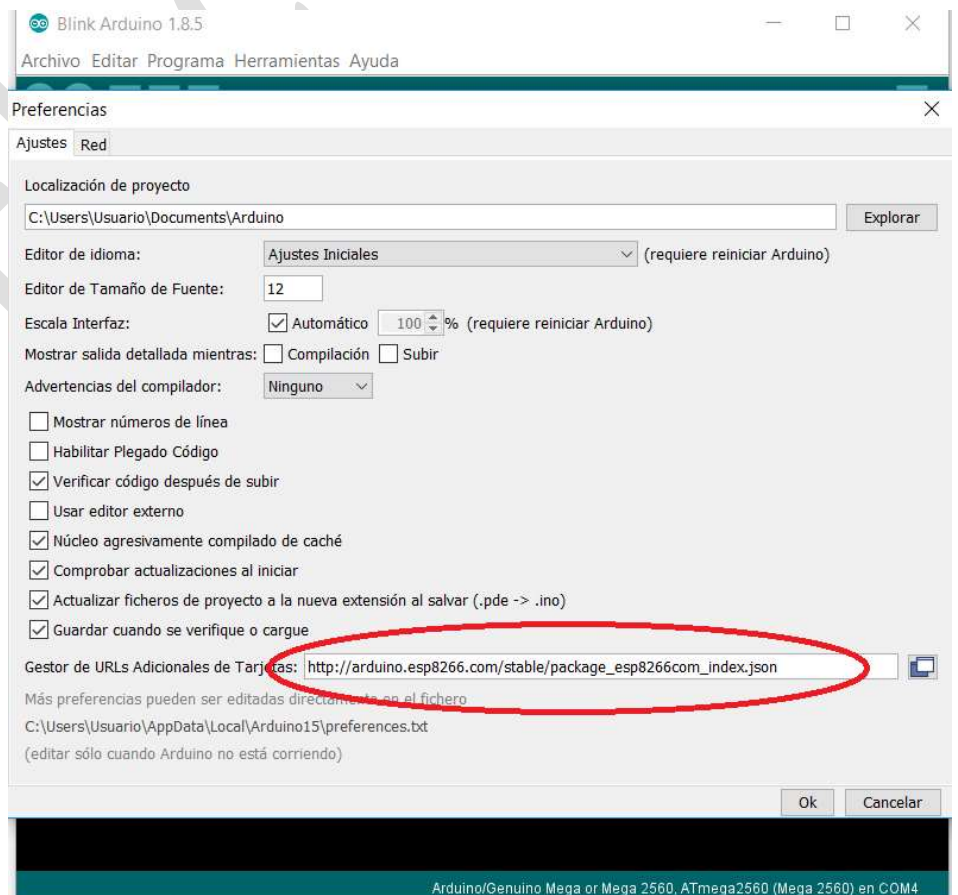 Blink Arduino 1.8.5
Archivo Editar Programa Herramientas Ayuda
Preferencias
Ajustes Red
Localización de proyecto
C:\Users\Usuario\Documents\Arduino Explorar
Editor de idioma: Ajustes Iniciales (requiere reiniciar Arduino)
Editor de Tamaño de Fuente: 12
Escala Interfaz: Automático 100 % (requiere reiniciar Arduino)
Mostrar salida detallada mientras: Compilación Subir
Advertencias del compilador: Ninguno
Mostrar números de línea
Habilitar Plegado Código
Verificar código después de subir
Usar editor externo
Núcleo agresivamente compilado de caché
Comprobar actualizaciones al iniciar
Actualizar ficheros de proyecto a la nueva extensión al salvar (.pde -> .ino)
Guardar cuando se verifique o cargue
Gestor de URLs Adicionales de Tarjetas: http://arduino.esp8266.com/stable/package_esp8266com_index.json
Más preferencias pueden ser editadas directamente en el fichero
C:\Users\Usuario\AppData\Local\Arduino15\preferences.txt
(editar sólo cuando Arduino no está corriendo)
Ok Cancelar
Arduino/Genuino Mega or Mega 2560, ATmega2560 (Mega 2560) en COM4